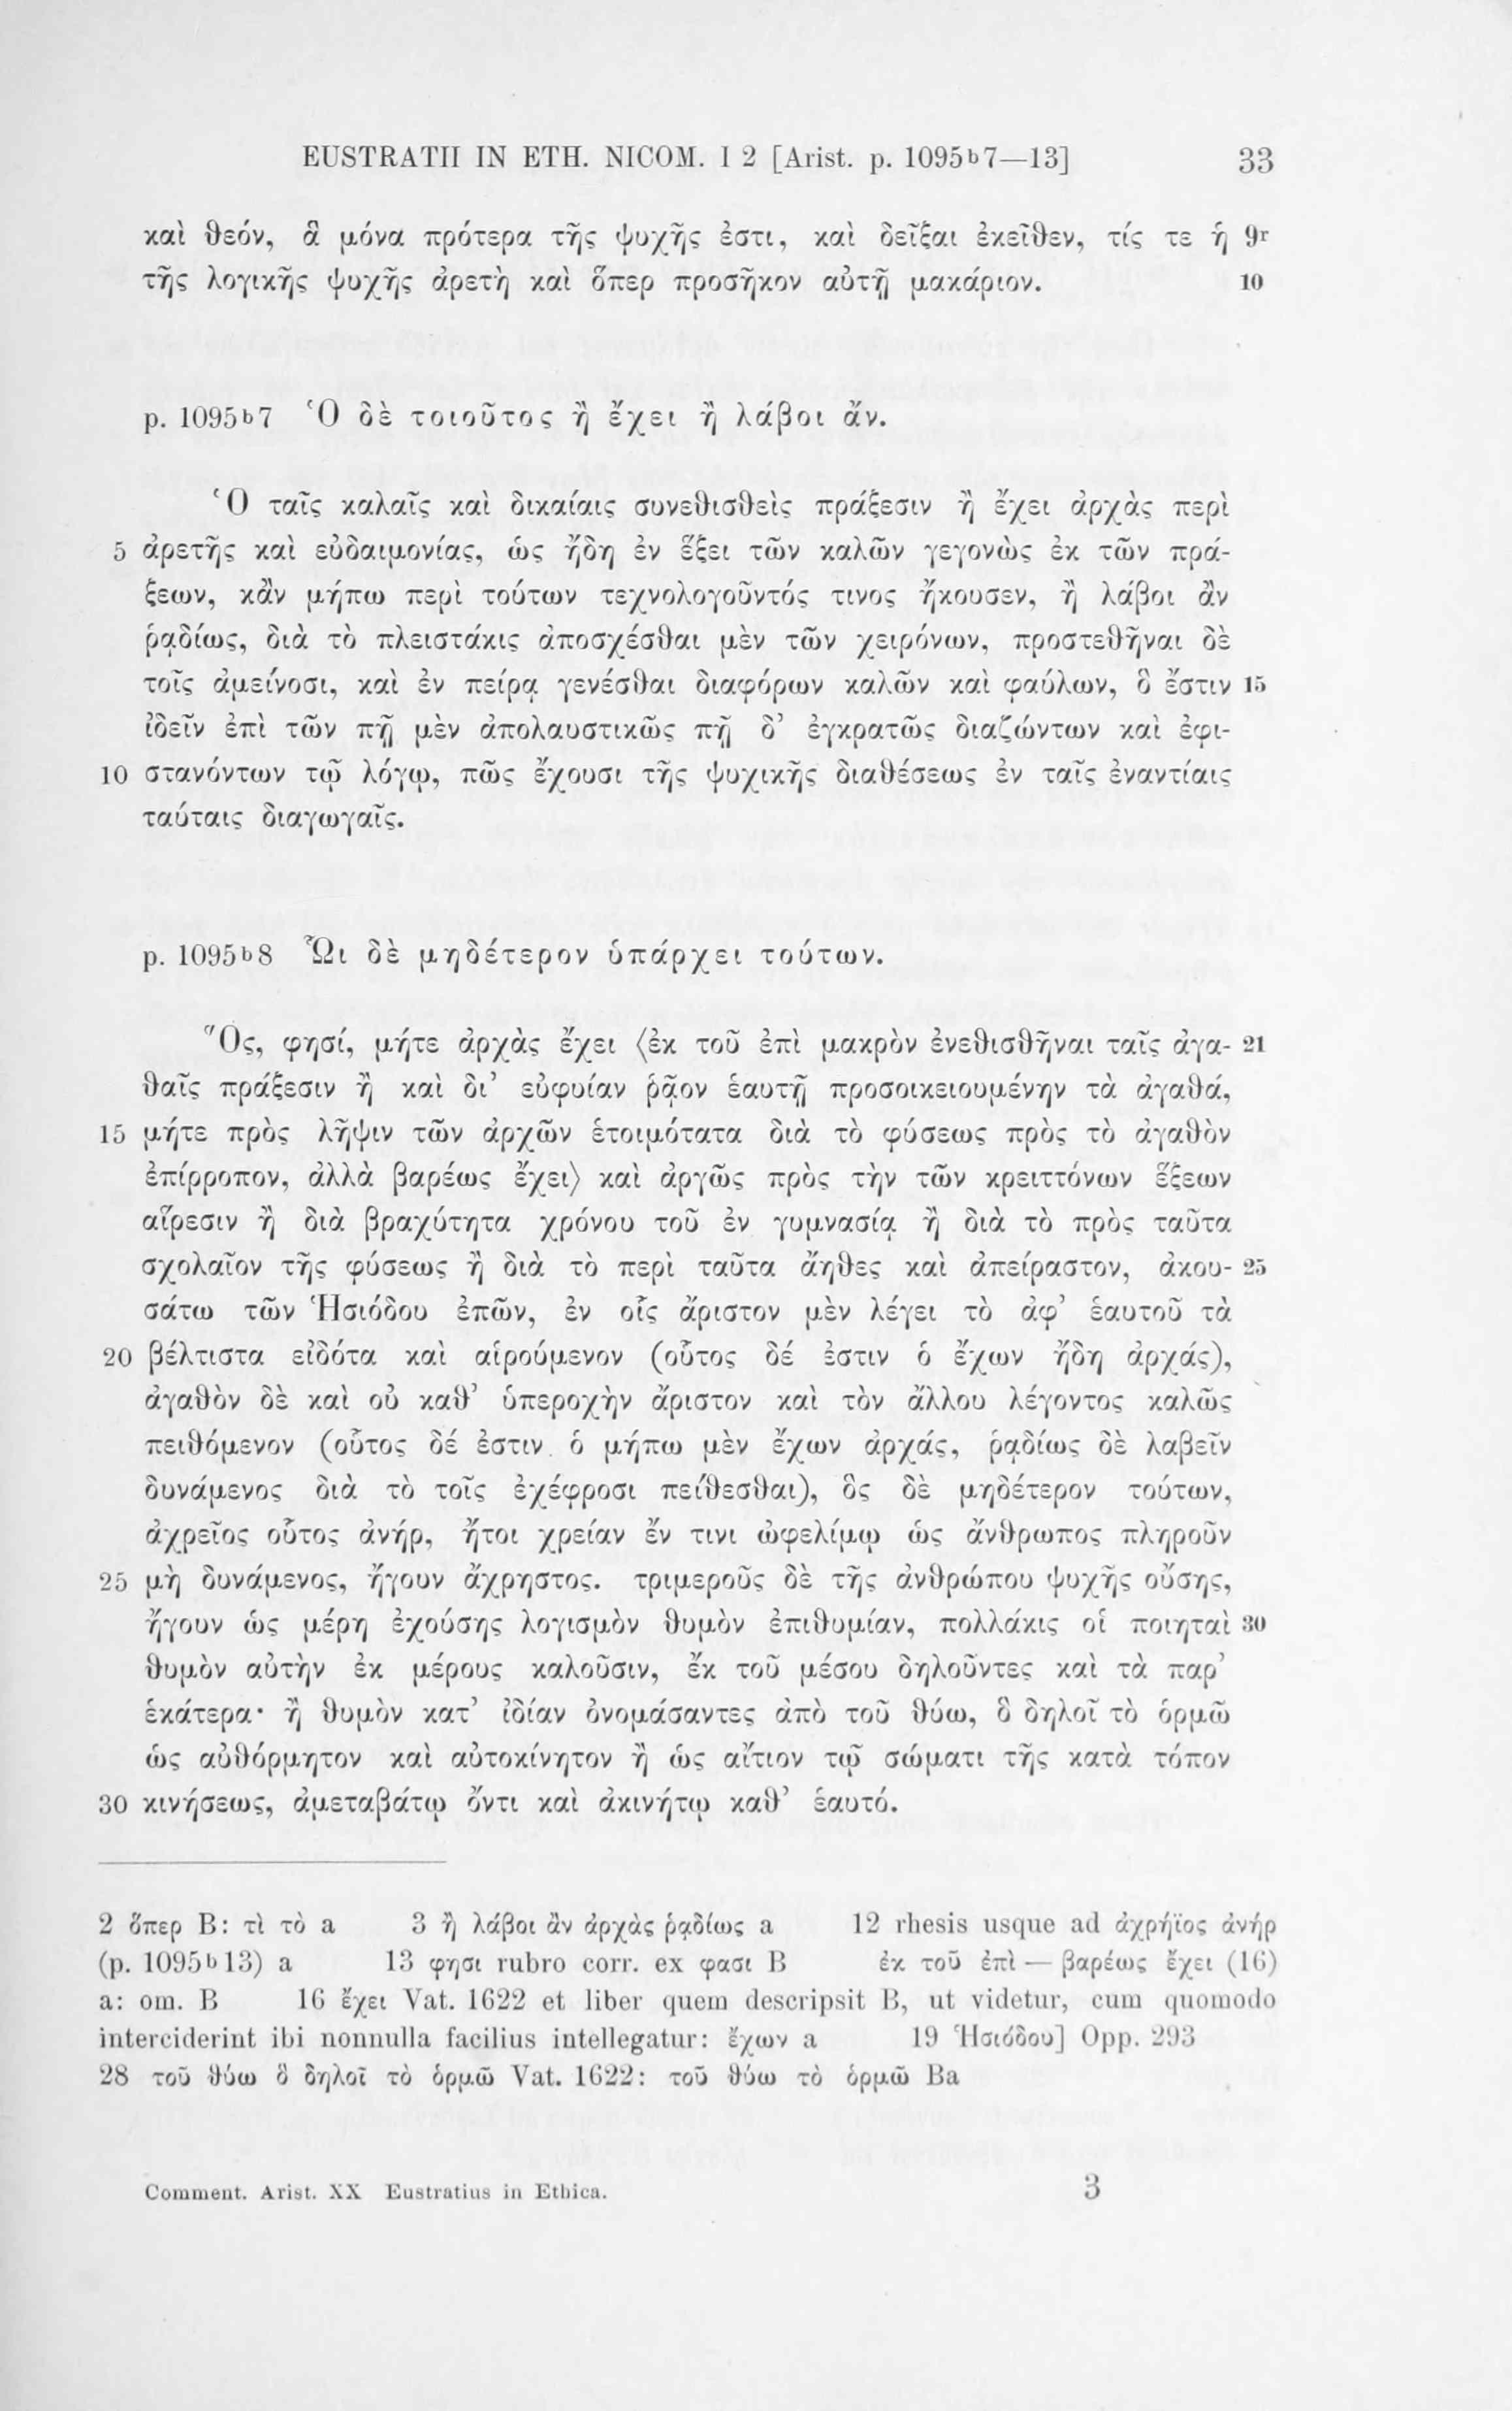 EUSTRATII IN ETH. NICOM. I 2 [Arist. p. 1095ᵇ7—13] 33
καὶ θεόν, ἃ μόνα πρότερα τῆς ψυχῆς ἐστι, καὶ δεῖξαι ἐκεῖθεν, τίς τε ἡ 9ʳ
τῆς λογικῆς ψυχῆς ἀρετὴ καὶ ὅπερ προσῆκον αὐτῇ μακάριον. 10
p. 1095ᵇ7 Ὁ δὲ τοιοῦτος ἢ ἔχει ἢ λάβοι ἄν.
Ὁ ταῖς καλαῖς καὶ δικαίαις συνεθισθεὶς πράξεσιν ἢ ἔχει ἀρχὰς περὶ
5 ἀρετῆς καὶ εὐδαιμονίας, ὡς ἤδη ἐν ἕξει τῶν καλῶν γεγονὼς ἐκ τῶν πρά-
ξεων, κἂν μήπω περὶ τούτων τεχνολογοῦντός τινος ἤκουσεν, ἢ λάβοι ἂν
ῥᾳδίως, διὰ τὸ πλειστάκις ἀποσχέσθαι μὲν τῶν χειρόνων, προστεθῆναι δὲ
τοῖς ἀμείνοσι, καὶ ἐν πείρᾳ γενέσθαι διαφόρων καλῶν καὶ φαύλων, ὃ ἔστιν 15
ἰδεῖν ἐπὶ τῶν πῇ μὲν ἀπολαυστικῶς πῇ δ’ ἐγκρατῶς διαζώντων καὶ ἐφι-
10 στανόντων τῷ λόγῳ, πῶς ἔχουσι τῆς ψυχικῆς διαθέσεως ἐν ταῖς ἐναντίαις
ταύταις διαγωγαῖς.
p. 1095ᵇ8 Ὧι δὲ μηδέτερον ὑπάρχει τούτων.
Ὅς, φησί, μήτε ἀρχὰς ἔχει ⟨ἐκ τοῦ ἐπὶ μακρὸν ἐνεθισθῆναι ταῖς ἀγα- 21
θαῖς πράξεσιν ἢ καὶ δι’ εὐφυίαν ῥᾷον ἑαυτῇ προσοικειουμένην τὰ ἀγαθά,
15 μήτε πρὸς λῆψιν τῶν ἀρχῶν ἑτοιμότατα διὰ τὸ φύσεως πρὸς τὸ ἀγαθὸν
ἐπίρροπον, ἀλλὰ βαρέως ἔχει⟩ καὶ ἀργῶς πρὸς τὴν τῶν κρειττόνων ἕξεων
αἵρεσιν ἢ διὰ βραχύτητα χρόνου τοῦ ἐν γυμνασίᾳ ἢ διὰ τὸ πρὸς ταῦτα
σχολαῖον τῆς φύσεως ἢ διὰ τὸ περὶ ταῦτα ἄηθες καὶ ἀπείραστον, ἀκου- 25
σάτω τῶν Ἡσιόδου ἐπῶν, ἐν οἷς ἄριστον μὲν λέγει τὸ ἀφ’ ἑαυτοῦ τὰ
20 βέλτιστα εἰδότα καὶ αἱρούμενον (οὗτος δέ ἐστιν ὁ ἔχων ἤδη ἀρχάς),
ἀγαθὸν δὲ καὶ οὐ καθ’ ὑπεροχὴν ἄριστον καὶ τὸν ἄλλου λέγοντος καλῶς
πειθόμενον (οὗτος δέ ἐστιν ὁ μήπω μὲν ἔχων ἀρχάς, ῥᾳδίως δὲ λαβεῖν
δυνάμενος διὰ τὸ τοῖς ἐχέφροσι πείθεσθαι), ὃς δὲ μηδέτερον τούτων,
ἀχρεῖος οὗτος ἀνήρ, ἤτοι χρείαν ἔν τινι ὠφελίμῳ ὡς ἄνθρωπος πληροῦν
25 μὴ δυνάμενος, ἤγουν ἄχρηστος. τριμεροῦς δὲ τῆς ἀνθρώπου ψυχῆς οὔσης,
ἤγουν ὡς μέρη ἐχούσης λογισμὸν θυμὸν ἐπιθυμίαν, πολλάκις οἱ ποιηταὶ 30
θυμὸν αὐτὴν ἐκ μέρους καλοῦσιν, ἔκ τοῦ μέσου δηλοῦντες καὶ τὰ παρ’
ἑκάτερα· ἢ θυμὸν κατ’ ἰδίαν ὀνομάσαντες ἀπὸ τοῦ θύω, ὃ δηλοῖ τὸ ὁρμῶ
ὡς αὐθόρμητον καὶ αὐτοκίνητον ἢ ὡς αἴτιον τῷ σώματι τῆς κατὰ τόπον
30 κινήσεως, ἀμεταβάτῳ ὄντι καὶ ἀκινήτῳ καθ’ ἑαυτό.
2 ὅπερ B: τὶ τὸ a 3 ἢ λάβοι ἂν ἀρχὰς ῥᾳδίως a 12 rhesis usque ad ἀχρήϊος ἀνήρ
(p. 1095ᵇ13) a 13 φησι rubro corr. ex φασι B ἐκ τοῦ ἐπὶ — βαρέως ἔχει (16)
a: om. B 16 ἔχει Vat. 1622 et liber quem descripsit B, ut videtur, cum quomodo
interciderint ibi nonnulla facilius intellegatur: ἔχων a 19 Ἡσιόδου] Opp. 293
28 τοῦ θύω ὃ δηλοῖ τὸ ὁρμῶ Vat. 1622: τοῦ θύω τὸ ὁρμῶ Ba
Comment. Arist. XX Eustratius in Ethica. 3